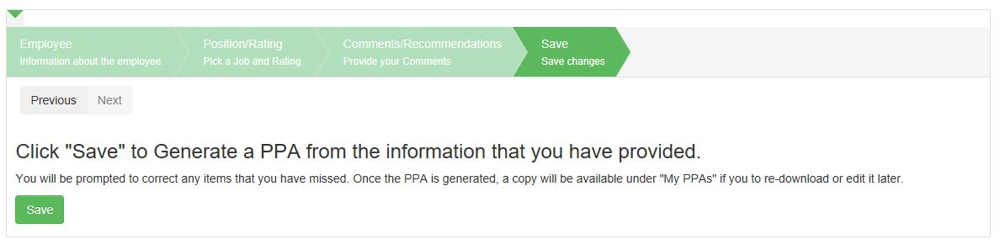 Employee
Information about the employee.
Position/Rating
Pick a Job and Rating.
Comments/Recommendations
Provide your Comments
Save
Save changes
Previous Next
Click "Save" to Generate a PPA from the information that you have provided.
You will be prompted to correct any items that you have missed. Once the PPA is generated, a copy will be available under "My PPAs" if you to re-download or edit it later.
Save